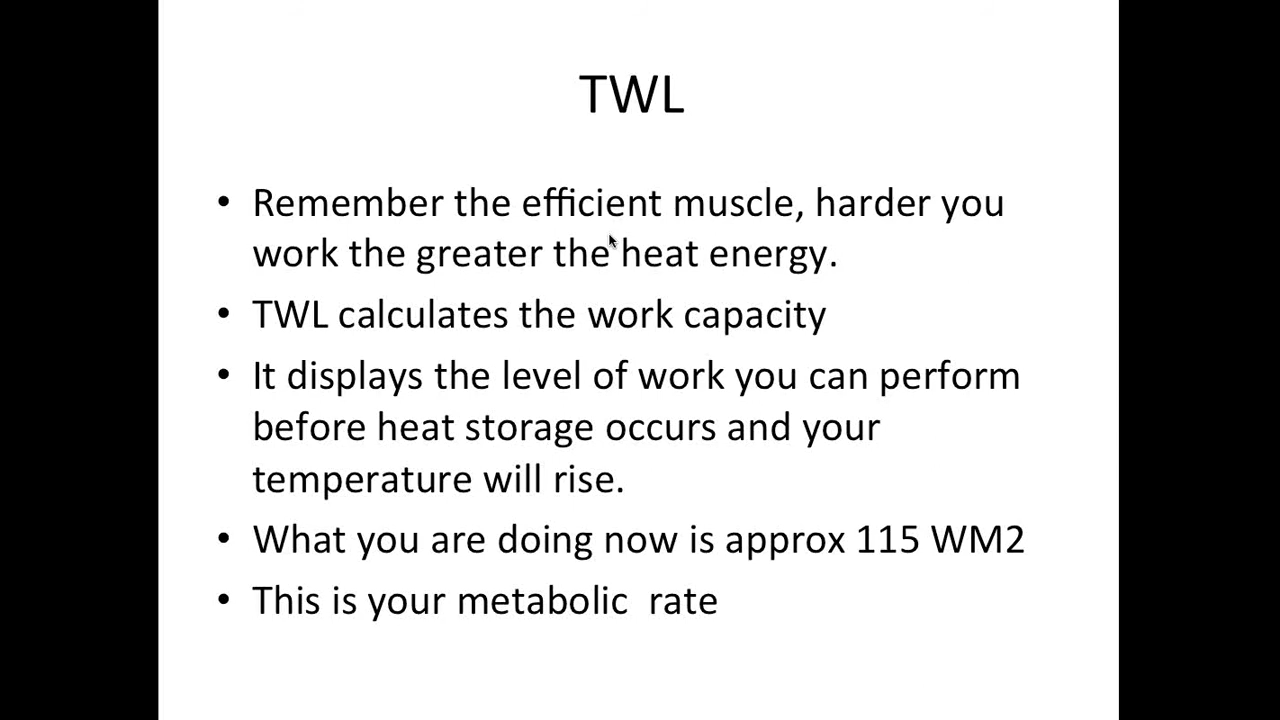 TWL
• Remember the efficient muscle, harder you
work the greater the heat energy.
• TWL calculates the work capacity
• It displays the level of work you can perform
before heat storage occurs and your
temperature will rise.
• What you are doing now is approx 115 WM2
• This is your metabolic  rate